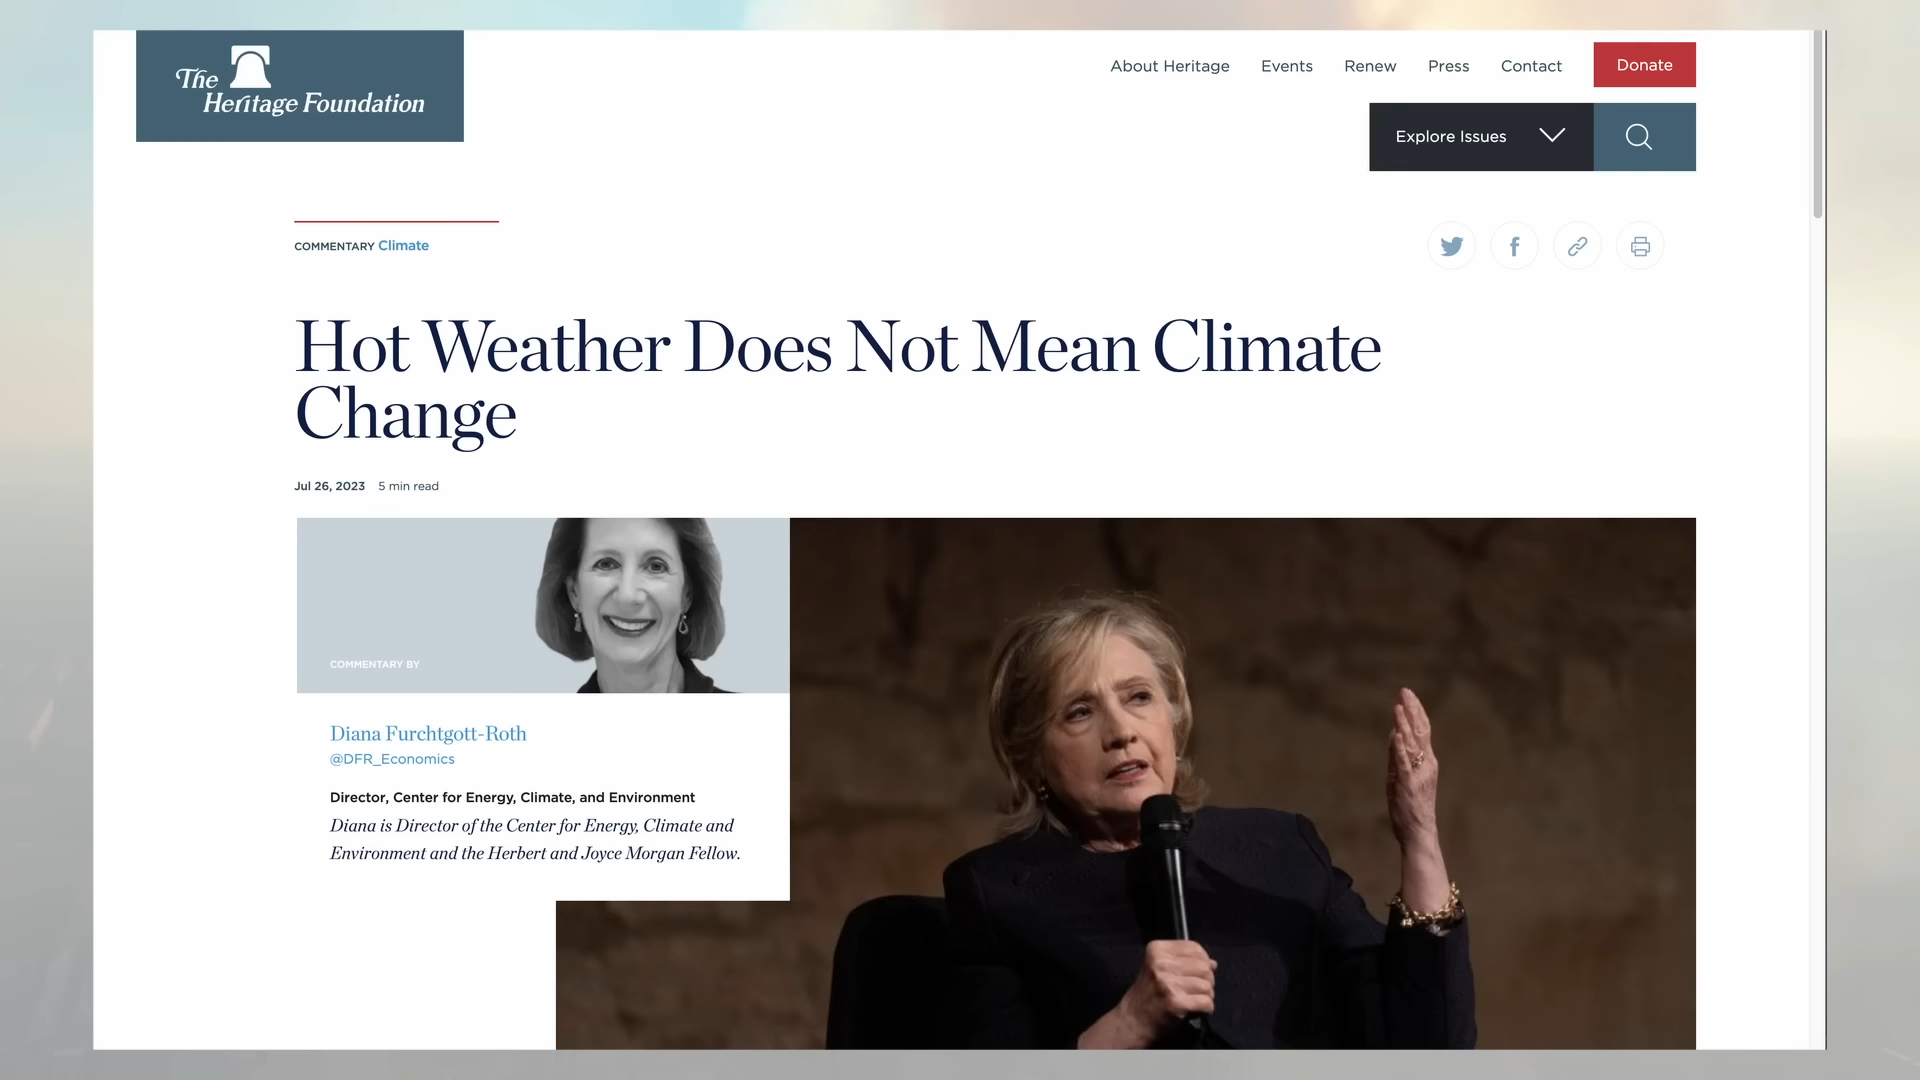 The
Heritage Foundation
About Heritage Events Renew Press Contact Donate
Explore Issues
COMMENTARY Climate
Hot Weather Does Not Mean Climate
Change
Jul 26, 2023 5 min read
COMMENTARY BY
Diana Furchtgott-Roth
@DFR_Economics
Director, Center for Energy, Climate, and Environment
Diana is Director of the Center for Energy, Climate and
Environment and the Herbert and Joyce Morgan Fellow.